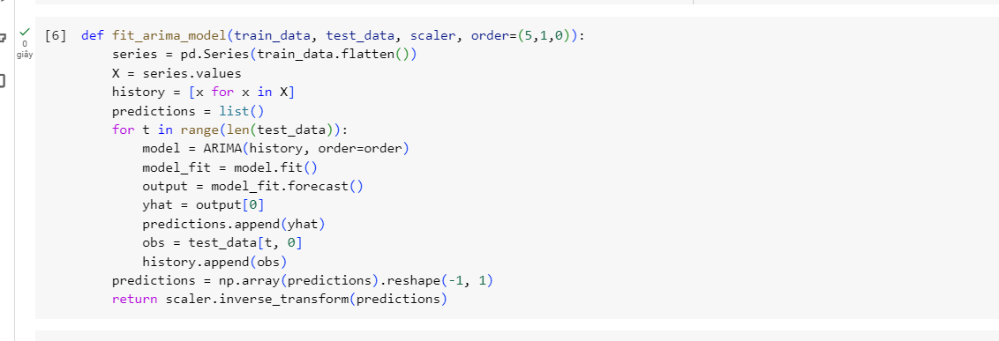 [6] def fit_arima_model(train_data, test_data, scaler, order=(5,1,0)):
0
giây
series = pd.Series(train_data.flatten())
X = series.values
history = [x for x in X]
predictions = list()
for t in range(len(test_data)):
model = ARIMA(history, order=order)
model_fit = model.fit()
output = model_fit.forecast()
yhat = output[0]
predictions.append(yhat)
obs = test_data[t, 0]
history.append(obs)
predictions = np.array(predictions).reshape(-1, 1)
return scaler.inverse_transform(predictions)